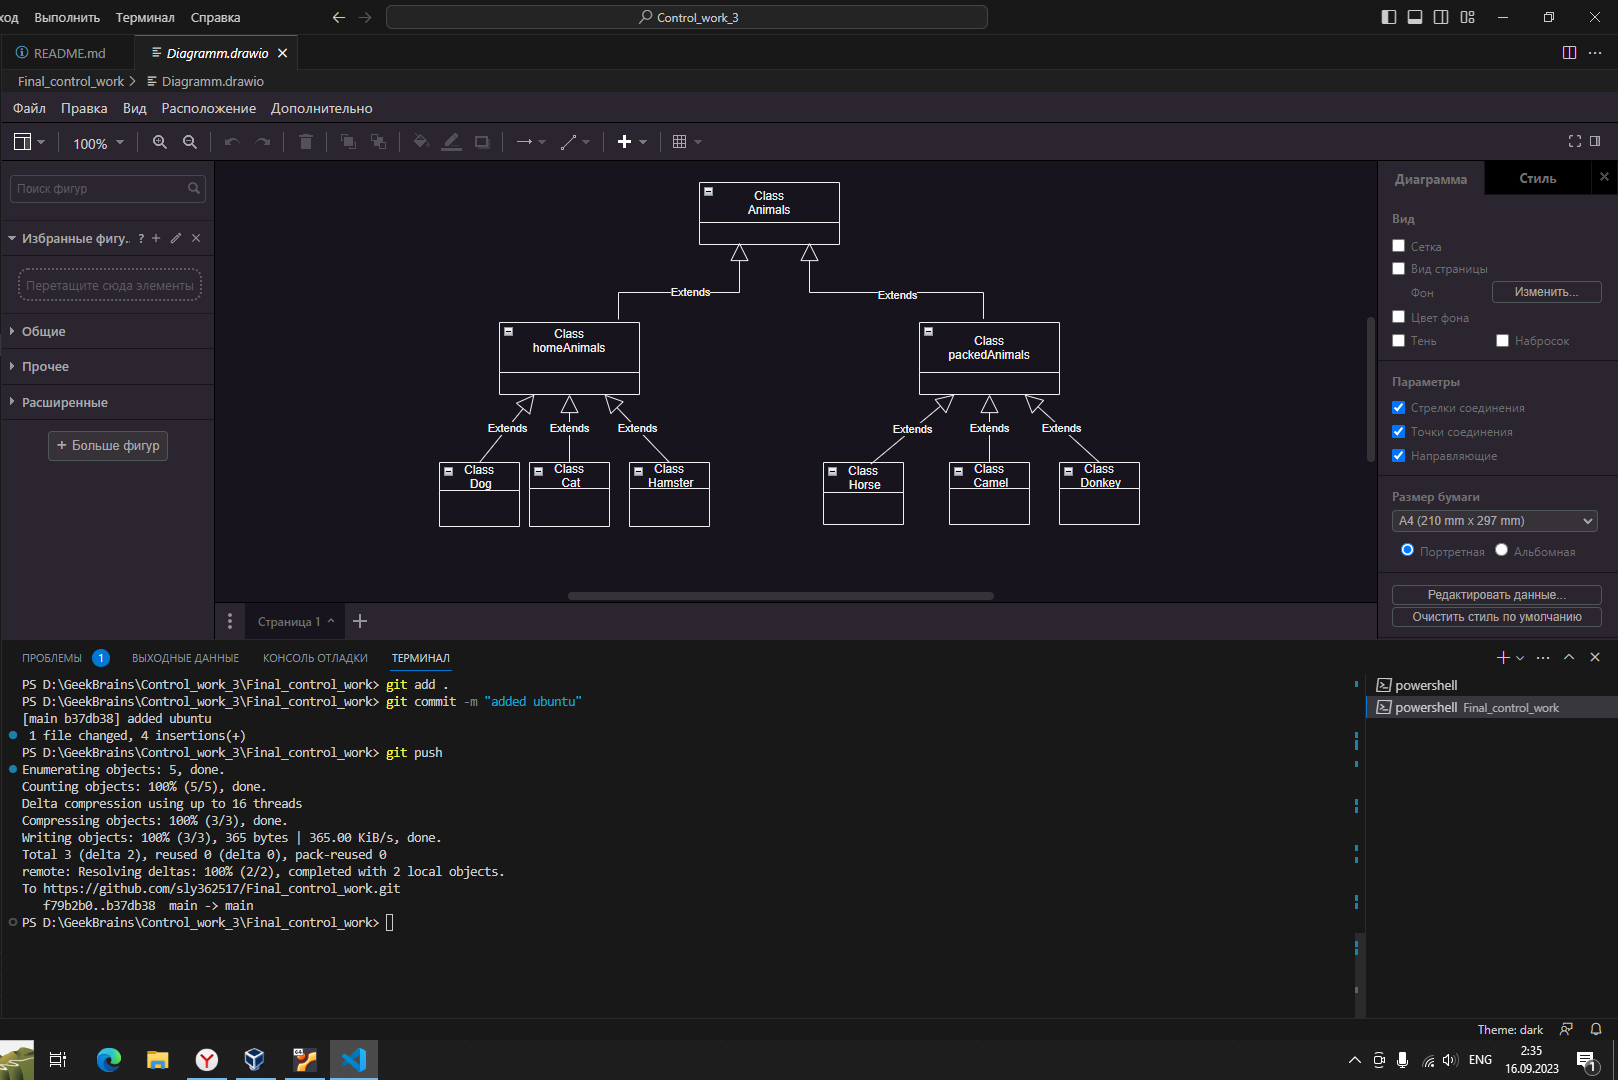 ход Выполнить Терминал Справка
Control_work_3
README.md
Diagramm.drawio
Final_control_work > Diagramm.drawio
Файл Правка Вид Расположение Дополнительно
100%
Поиск фигур
Избранные фигу.. ?
Перетащите сюда элементы
Общие
Прочее
Расширенные
+ Больше фигур
Class
Animals
Extends
Extends
Class
homeAnimals
Class
packedAnimals
Extends
Extends
Extends
Extends
Extends
Extends
Class
Dog
Class
Cat
Class
Hamster
Class
Horse
Class
Camel
Class
Donkey
Страница 1
Диаграмма
Стиль
Вид
Сетка
Вид страницы
Фон
Изменить...
Цвет фона
Тень
Набросок
Параметры
Стрелки соединения
Точки соединения
Направляющие
Размер бумаги
A4 (210 mm x 297 mm)
Портретная
Альбомная
Редактировать данные...
Очистить стиль по умолчанию
ПРОБЛЕМЫ 1 ВЫХОДНЫЕ ДАННЫЕ КОНСОЛЬ ОТЛАДКИ ТЕРМИНАЛ
PS D:\GeekBrains\Control_work_3\Final_control_work> git add .
PS D:\GeekBrains\Control_work_3\Final_control_work> git commit -m "added ubuntu"
[main b37db38] added ubuntu
1 file changed, 4 insertions(+)
PS D:\GeekBrains\Control_work_3\Final_control_work> git push
Enumerating objects: 5, done.
Counting objects: 100% (5/5), done.
Delta compression using up to 16 threads
Compressing objects: 100% (3/3), done.
Writing objects: 100% (3/3), 365 bytes | 365.00 KiB/s, done.
Total 3 (delta 2), reused 0 (delta 0), pack-reused 0
remote: Resolving deltas: 100% (2/2), completed with 2 local objects.
To https://github.com/sly362517/Final_control_work.git
f79b2b0..b37db38  main -> main
PS D:\GeekBrains\Control_work_3\Final_control_work>
powershell
powershell Final_control_work
Theme: dark
ENG
2:35
16.09.2023
1